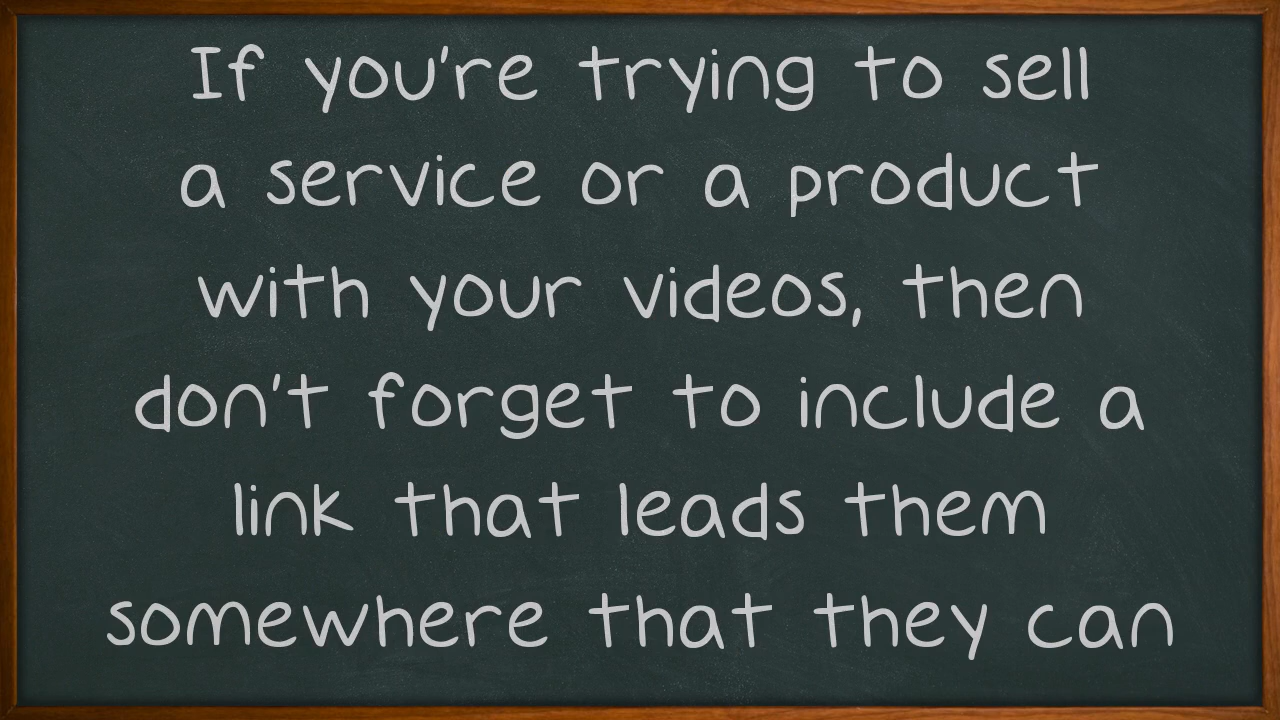 If you're trying to sell
a service or a product
with your videos, then
don't forget to include a
link that leads them
somewhere that they can